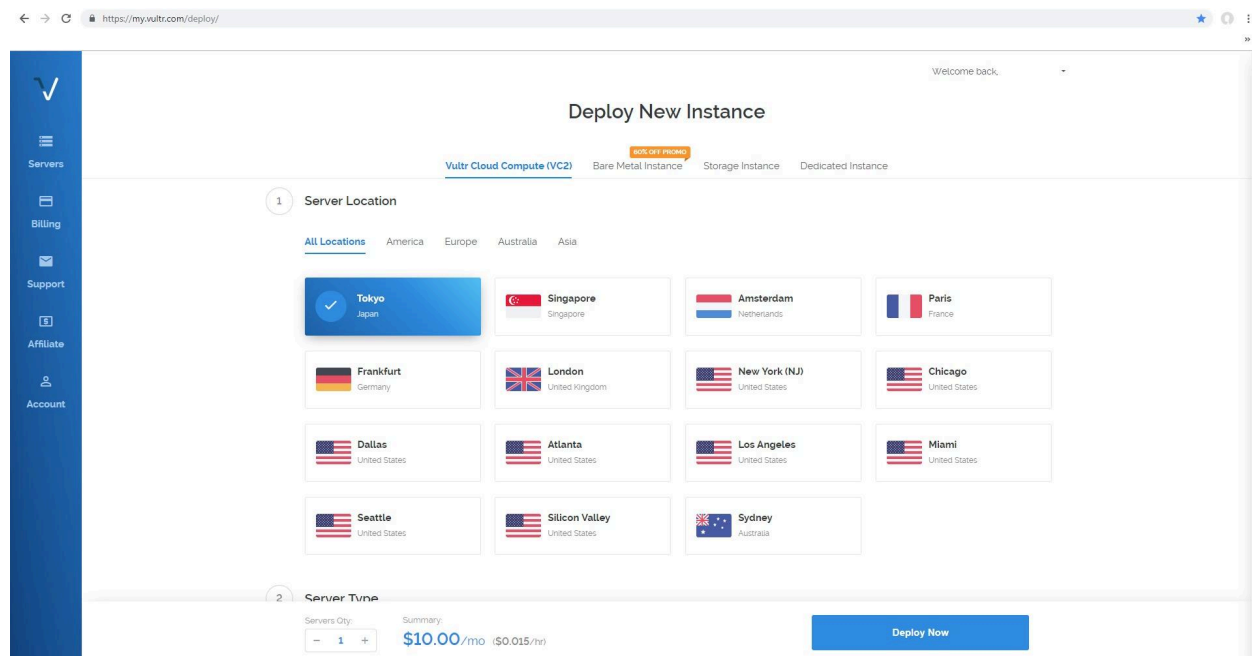 https://my.vultr.com/deploy/
»
Welcome back,
Deploy New Instance
60% OFF PROMO
Vultr Cloud Compute (VC2) Bare Metal Instance Storage Instance Dedicated Instance
Servers
Billing
Support
Affiliate
Account
1 Server Location
All Locations America Europe Australia Asia
Tokyo
Japan
Singapore
Singapore
Amsterdam
Netherlands
Paris
France
Frankfurt
Germany
London
United Kingdom
New York (NJ)
United States
Chicago
United States
Dallas
United States
Atlanta
United States
Los Angeles
United States
Miami
United States
Seattle
United States
Silicon Valley
United States
Sydney
Australia
2 Server Type
Servers Qty:
- 1 +
Summary:
$10.00/mo ($0.015/hr)
Deploy Now